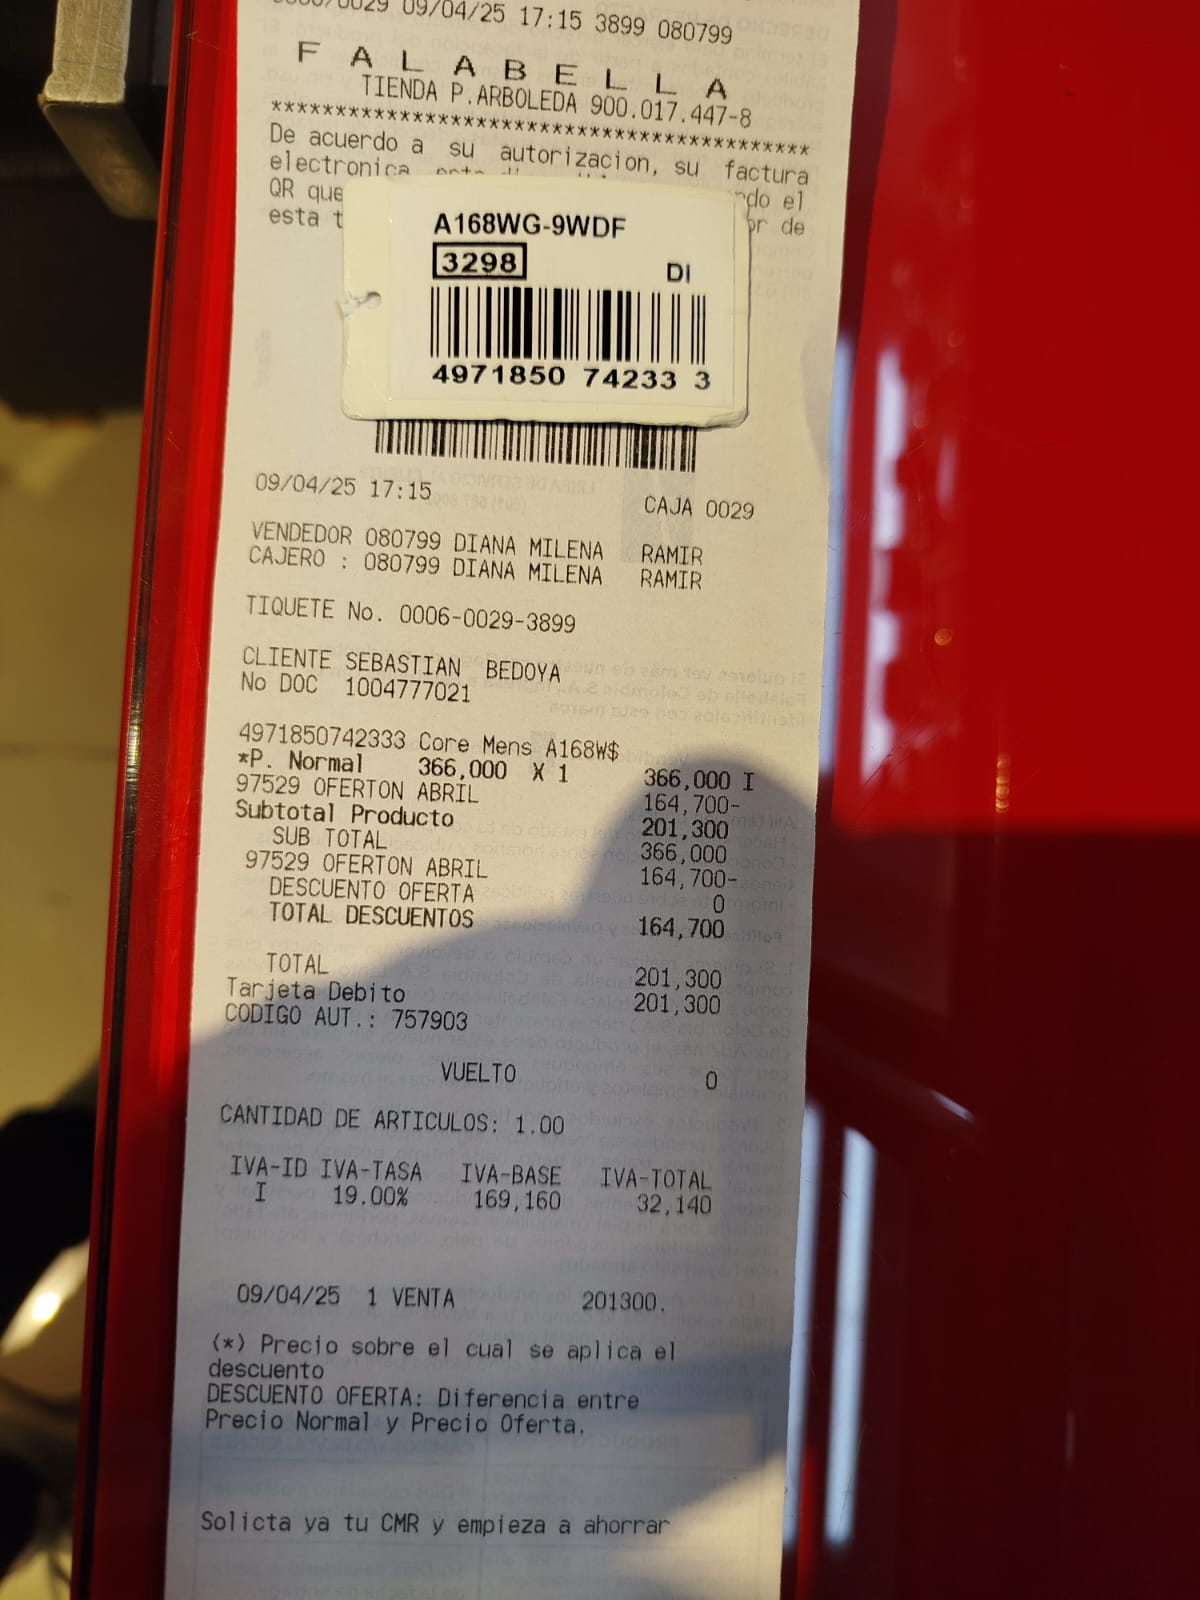 0029 09/04/25 17:15 3899 080799
F A L A B E L L A
TIENDA P.ARBOLEDA 900.017.447-8
******************************************
De acuerdo a su autorizacion, su factura
electronica
QR que el
esta de
A168WG-9WDF
3298 DI
4971850 74233 3
09/04/25 17:15 CAJA 0029
VENDEDOR 080799 DIANA MILENA RAMIR
CAJERO : 080799 DIANA MILENA RAMIR
TIQUETE No. 0006-0029-3899
CLIENTE SEBASTIAN BEDOYA
No DOC 1004777021
4971850742333 Core Mens A168W$
*P. Normal 366,000 X 1 366,000 I
97529 OFERTON ABRIL 164,700-
Subtotal Producto 201,300
SUB TOTAL 366,000
97529 OFERTON ABRIL 164,700-
DESCUENTO OFERTA 0
TOTAL DESCUENTOS 164,700
TOTAL 201,300
Tarjeta Debito 201,300
CODIGO AUT.: 757903
VUELTO 0
CANTIDAD DE ARTICULOS: 1.00
IVA-ID IVA-TASA IVA-BASE IVA-TOTAL
I 19.00% 169,160 32,140
09/04/25 1 VENTA 201300.
(*) Precio sobre el cual se aplica el
descuento
DESCUENTO OFERTA: Diferencia entre
Precio Normal y Precio Oferta.
Solicta ya tu CMR y empieza a ahorrar